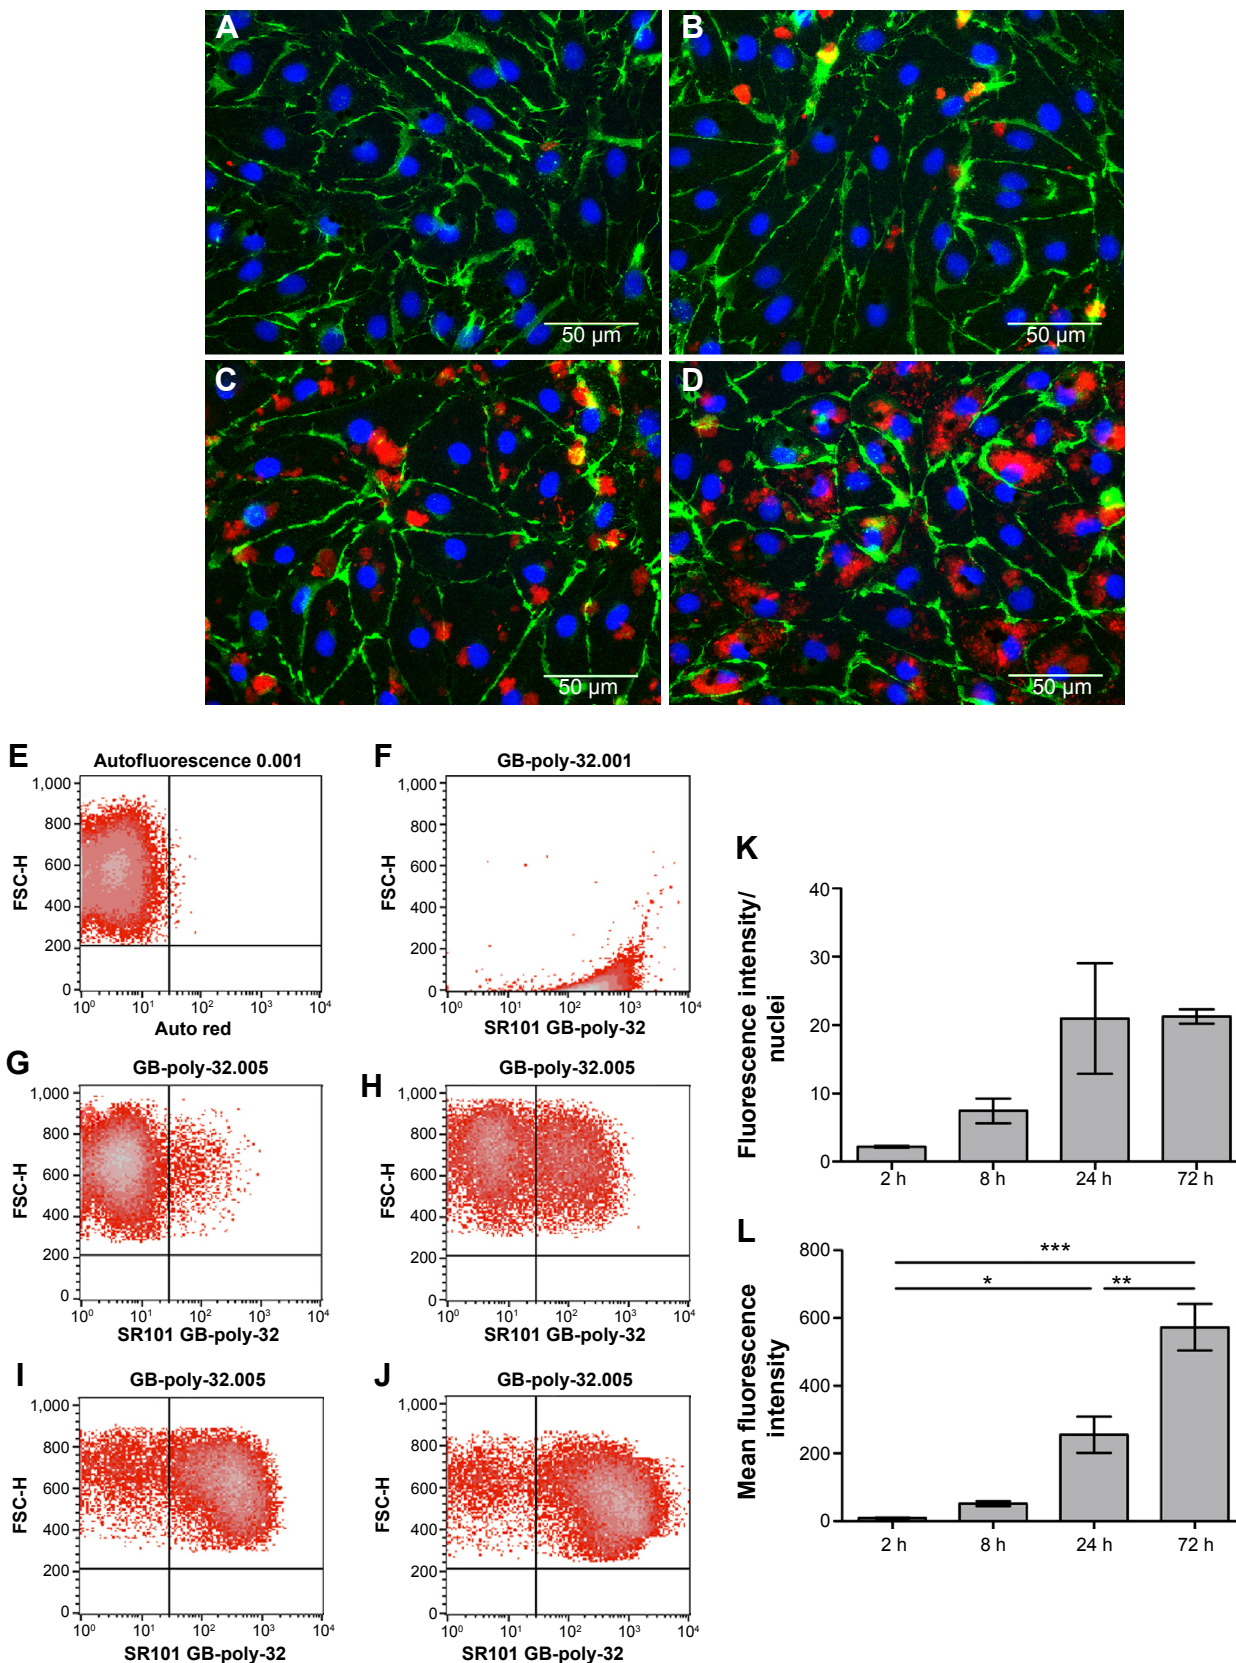 A
B
50 µm
50 µm
C
D
50 µm
50 µm
E
Autofluorescence 0.001
FSC-H
1,000
800
600
400
200
0
10⁰ 10¹ 10² 10³ 10⁴
Auto red
F
GB-poly-32.001
FSC-H
1,000
800
600
400
200
0
10⁰ 10¹ 10² 10³ 10⁴
SR101 GB-poly-32
G
GB-poly-32.005
FSC-H
1,000
800
600
400
200
0
10⁰ 10¹ 10² 10³ 10⁴
SR101 GB-poly-32
H
GB-poly-32.005
FSC-H
1,000
800
600
400
200
0
10⁰ 10¹ 10² 10³ 10⁴
SR101 GB-poly-32
I
GB-poly-32.005
FSC-H
1,000
800
600
400
200
0
10⁰ 10¹ 10² 10³ 10⁴
SR101 GB-poly-32
J
GB-poly-32.005
FSC-H
1,000
800
600
400
200
0
10⁰ 10¹ 10² 10³ 10⁴
SR101 GB-poly-32
K
Fluorescence intensity/
nuclei
40
30
20
10
0
2 h 8 h 24 h 72 h
L
Mean fluorescence
intensity
800
600
400
200
0
***
* **
2 h 8 h 24 h 72 h